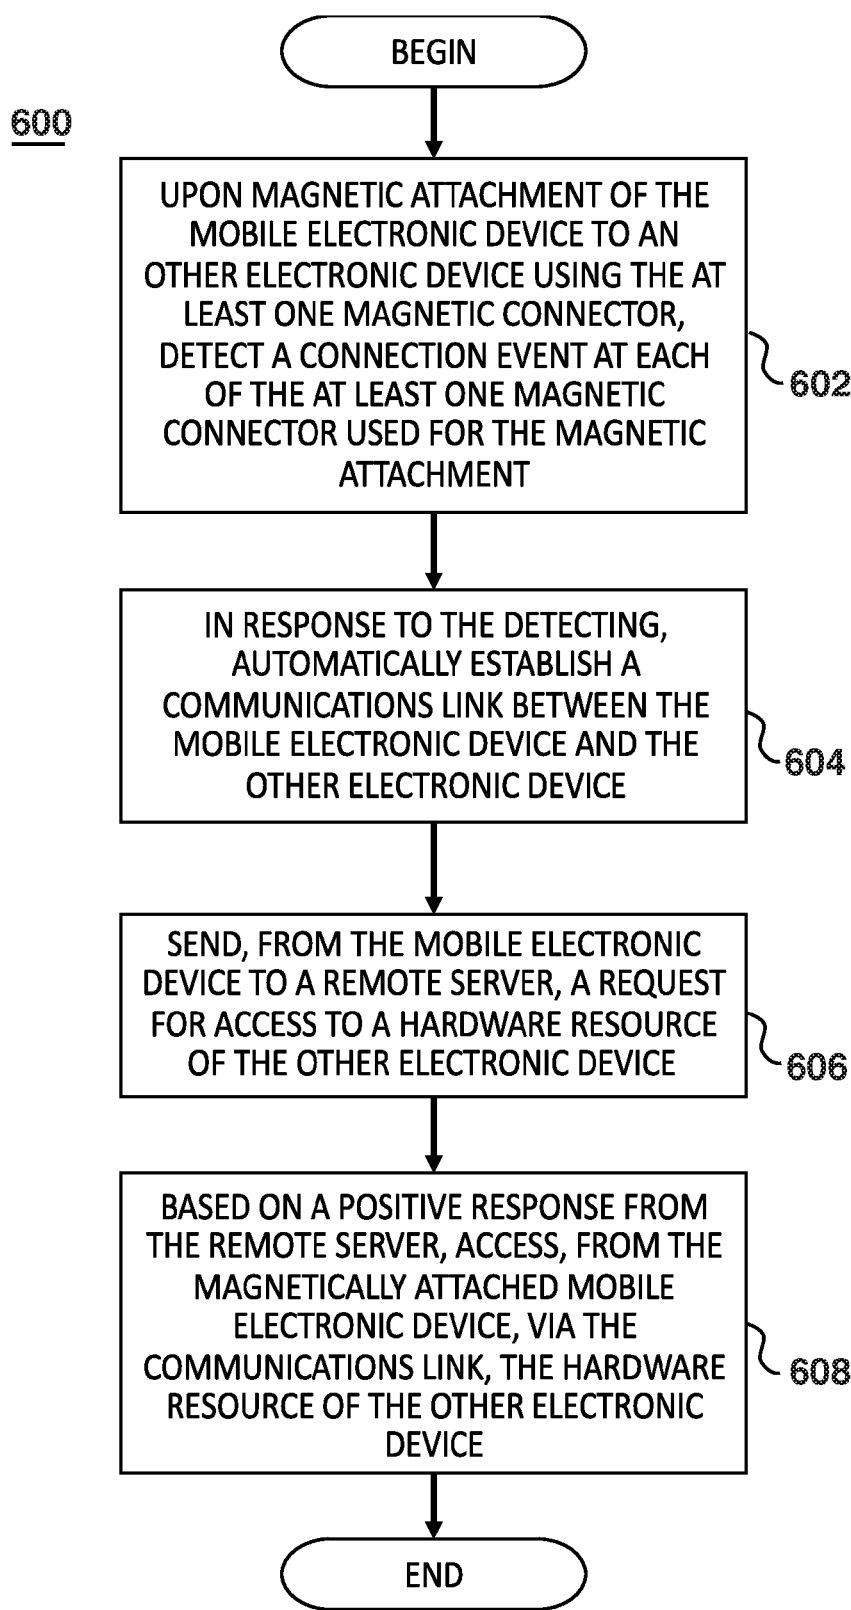 BEGIN
600
UPON MAGNETIC ATTACHMENT OF THE
MOBILE ELECTRONIC DEVICE TO AN
OTHER ELECTRONIC DEVICE USING THE AT
LEAST ONE MAGNETIC CONNECTOR,
DETECT A CONNECTION EVENT AT EACH
OF THE AT LEAST ONE MAGNETIC
CONNECTOR USED FOR THE MAGNETIC
ATTACHMENT
602
IN RESPONSE TO THE DETECTING,
AUTOMATICALLY ESTABLISH A
COMMUNICATIONS LINK BETWEEN THE
MOBILE ELECTRONIC DEVICE AND THE
OTHER ELECTRONIC DEVICE
604
SEND, FROM THE MOBILE ELECTRONIC
DEVICE TO A REMOTE SERVER, A REQUEST
FOR ACCESS TO A HARDWARE RESOURCE
OF THE OTHER ELECTRONIC DEVICE
606
BASED ON A POSITIVE RESPONSE FROM
THE REMOTE SERVER, ACCESS, FROM THE
MAGNETICALLY ATTACHED MOBILE
ELECTRONIC DEVICE, VIA THE
COMMUNICATIONS LINK, THE HARDWARE
RESOURCE OF THE OTHER ELECTRONIC
DEVICE
608
END